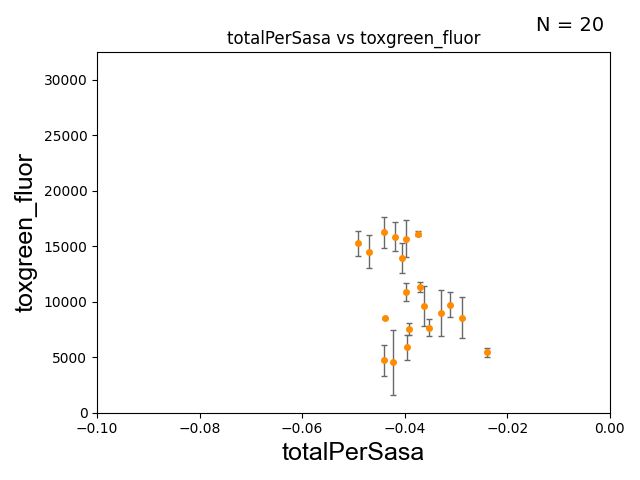 N = 20
totalPerSasa vs toxgreen_fluor
toxgreen_fluor
30000
25000
20000
15000
10000
5000
0
−0.10 −0.08 −0.06 −0.04 −0.02 0.00
totalPerSasa